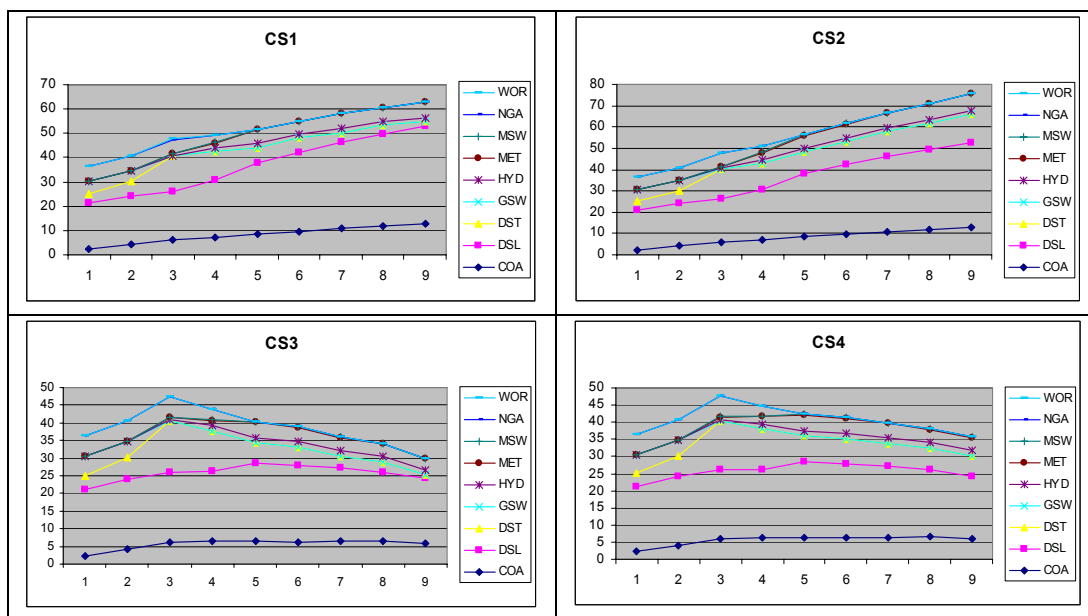 CS1
70
60
50
40
30
20
10
0
1 2 3 4 5 6 7 8 9
WOR
NGA
MSW
MET
HYD
GSW
DST
DSL
COA
CS2
80
70
60
50
40
30
20
10
0
1 2 3 4 5 6 7 8 9
WOR
NGA
MSW
MET
HYD
GSW
DST
DSL
COA
CS3
50
45
40
35
30
25
20
15
10
5
0
1 2 3 4 5 6 7 8 9
WOR
NGA
MSW
MET
HYD
GSW
DST
DSL
COA
CS4
50
45
40
35
30
25
20
15
10
5
0
1 2 3 4 5 6 7 8 9
WOR
NGA
MSW
MET
HYD
GSW
DST
DSL
COA